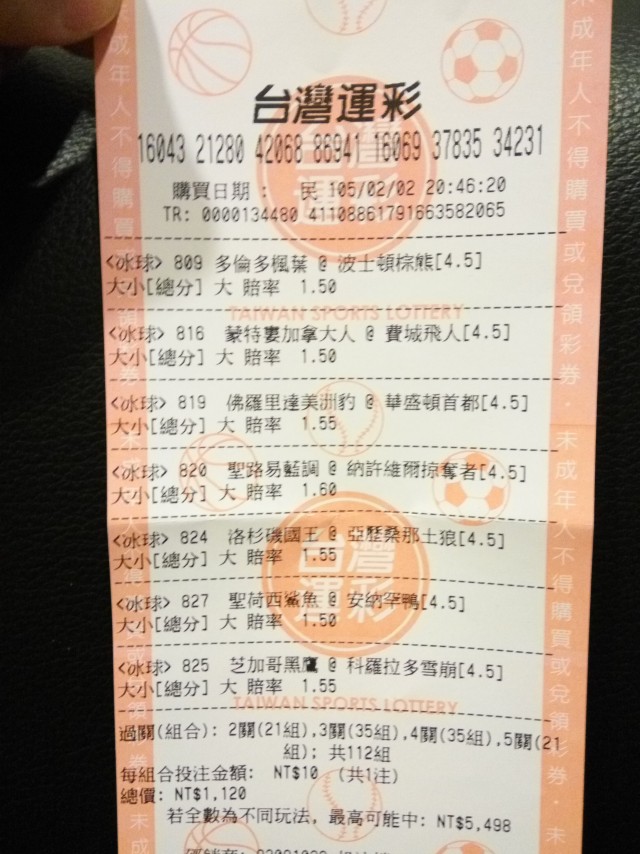 台灣運彩
16043 21280 42068 86941 16069 37835 34231
購買日期： 民 105/02/02 20:46:20
TR: 0000134480 41108861791663582065
<冰球> 809 多倫多楓葉 @ 波士頓棕熊[4.5]
大小[總分] 大 賠率 1.50
TAIWAN SPORTS LOTTERY
<冰球> 816 蒙特婁加拿大人 @ 費城飛人[4.5]
大小[總分] 大 賠率 1.50
<冰球> 819 佛羅里達美洲豹 @ 華盛頓首都[4.5]
大小[總分] 大 賠率 1.55
<冰球> 820 聖路易藍調 @ 納許維爾掠奪者[4.5]
大小[總分] 大 賠率 1.60
<冰球> 824 洛杉磯國王 @ 亞歷桑那土狼[4.5]
大小[總分] 大 賠率 1.55
台灣運彩
<冰球> 827 聖荷西鯊魚 @ 安納罕鴨[4.5]
大小[總分] 大 賠率 1.50
<冰球> 825 芝加哥黑鷹 @ 科羅拉多雪崩[4.5]
大小[總分] 大 賠率 1.55
TAIWAN SPORTS LOTTERY
過關(組合): 2關(21組),3關(35組),4關(35組),5關(21
組); 共112組
每組合投注金額: NT$10 (共1注)
總價: NT$1,120
若全數為不同玩法, 最高可能中: NT$5,498
未成年人不得購買或兌領彩券・未成年人不得購買或兌領彩券・未